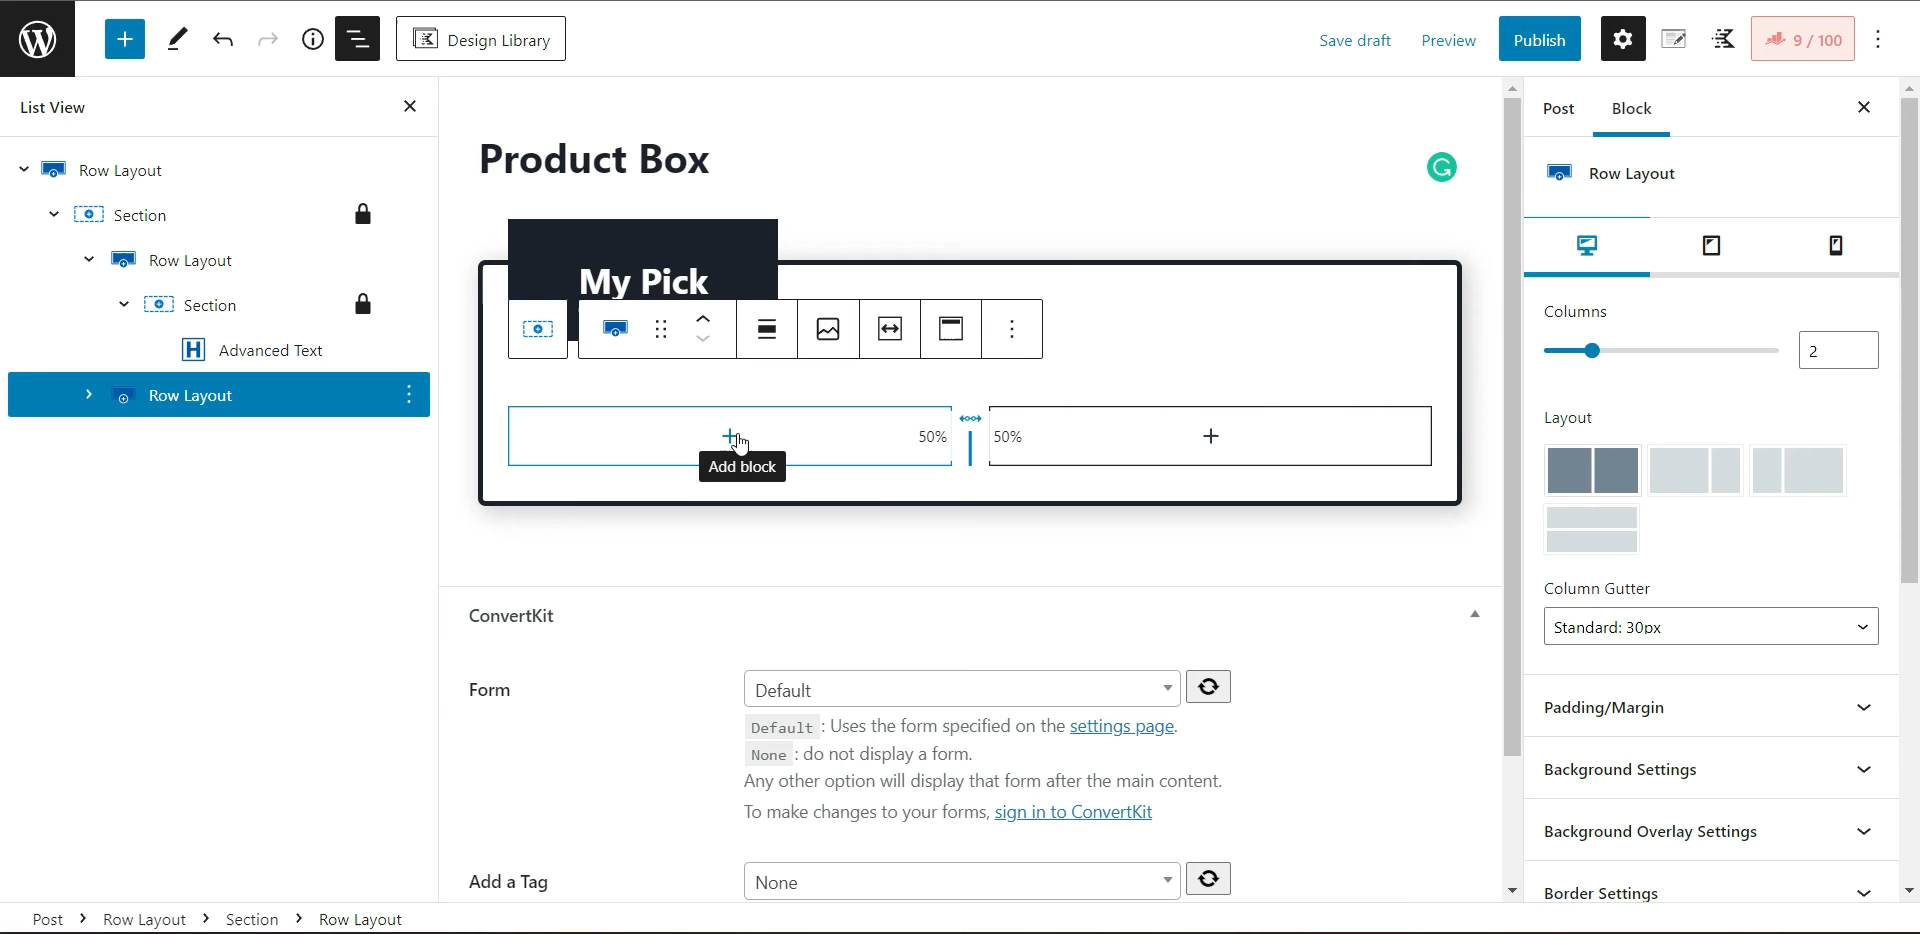 Design Library
Save draft
Preview
Publish
9 / 100
List View
Row Layout
Section
Row Layout
Section
Advanced Text
Row Layout
Product Box
My Pick
50%
50%
Add block
ConvertKit
Form
Default
Default : Uses the form specified on the settings page.
None : do not display a form.
Any other option will display that form after the main content.
To make changes to your forms, sign in to ConvertKit
Add a Tag
None
Post
Block
Row Layout
Columns
2
Layout
Column Gutter
Standard: 30px
Padding/Margin
Background Settings
Background Overlay Settings
Border Settings
Post > Row Layout > Section > Row Layout